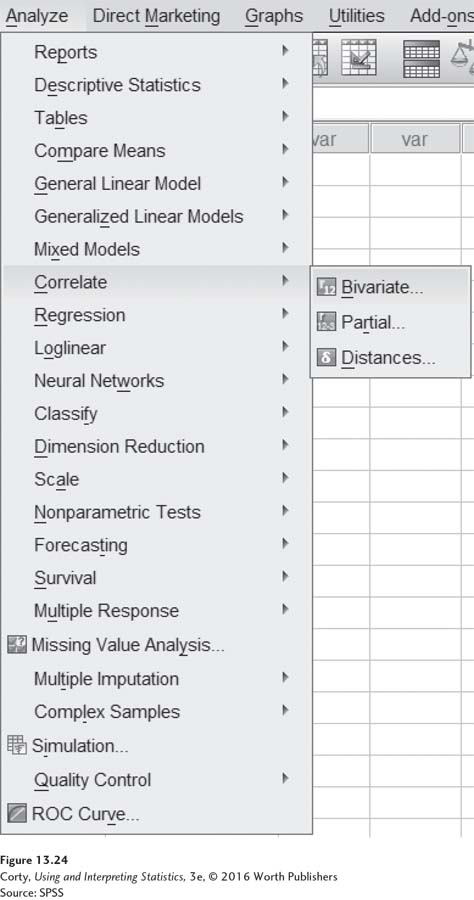 Analyze Direct Marketing Graphs Utilities Add-ons
Reports
Descriptive Statistics
Tables
Compare Means
General Linear Model
Generalized Linear Models
Mixed Models
Correlate
Regression
Loglinear
Neural Networks
Classify
Dimension Reduction
Scale
Nonparametric Tests
Forecasting
Survival
Multiple Response
Missing Value Analysis...
Multiple Imputation
Complex Samples
Simulation...
Quality Control
ROC Curve...
var var
Bivariate...
Partial...
Distances...
Figure 13.24
Corty, Using and Interpreting Statistics, 3e, © 2016 Worth Publishers
Source: SPSS